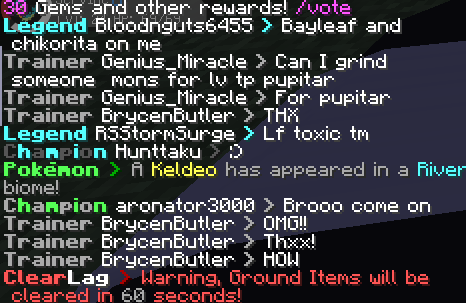 30 Gems and other rewards! /vote
Legend Bloodnguts6455 > Bayleaf and
chikorita on me
Trainer Genius_Miracle > Can I grind
someone mons for lv tp pupitar
Trainer Genius_Miracle > For pupitar
Trainer BrycenButler > THX
Legend RSStormSurge > Lf toxic tm
Champion Hunttaku > :)
Pokémon > A Keldeo has appeared in a River
biome!
Champion aronator3000 > Brooo come on
Trainer BrycenButler > OMG!!
Trainer BrycenButler > Thxx!
Trainer BrycenButler > HOW
ClearLag > Warning, Ground Items will be
cleared in 60 seconds!